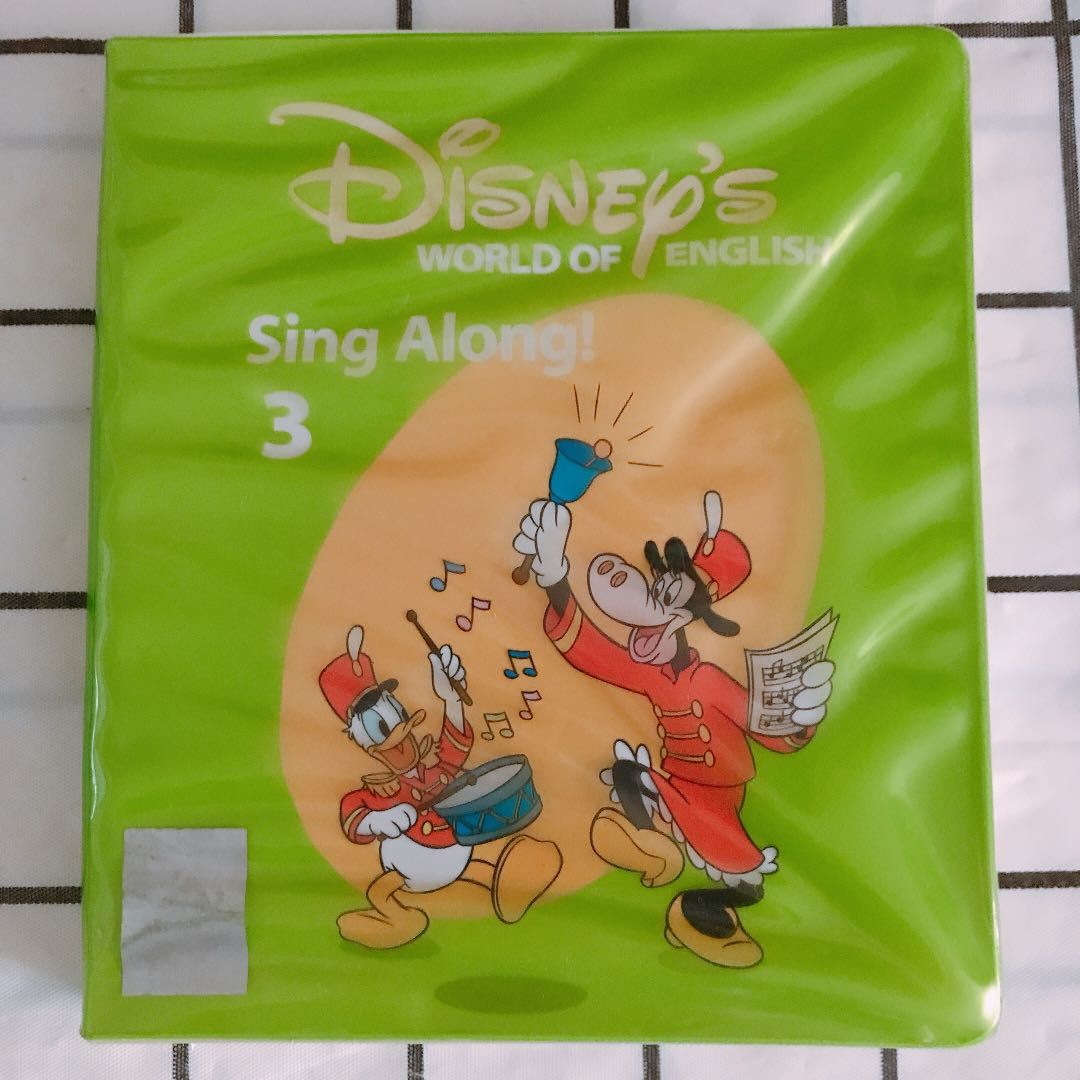 Disney's
WORLD OF ENGLISH
Sing Along!
3